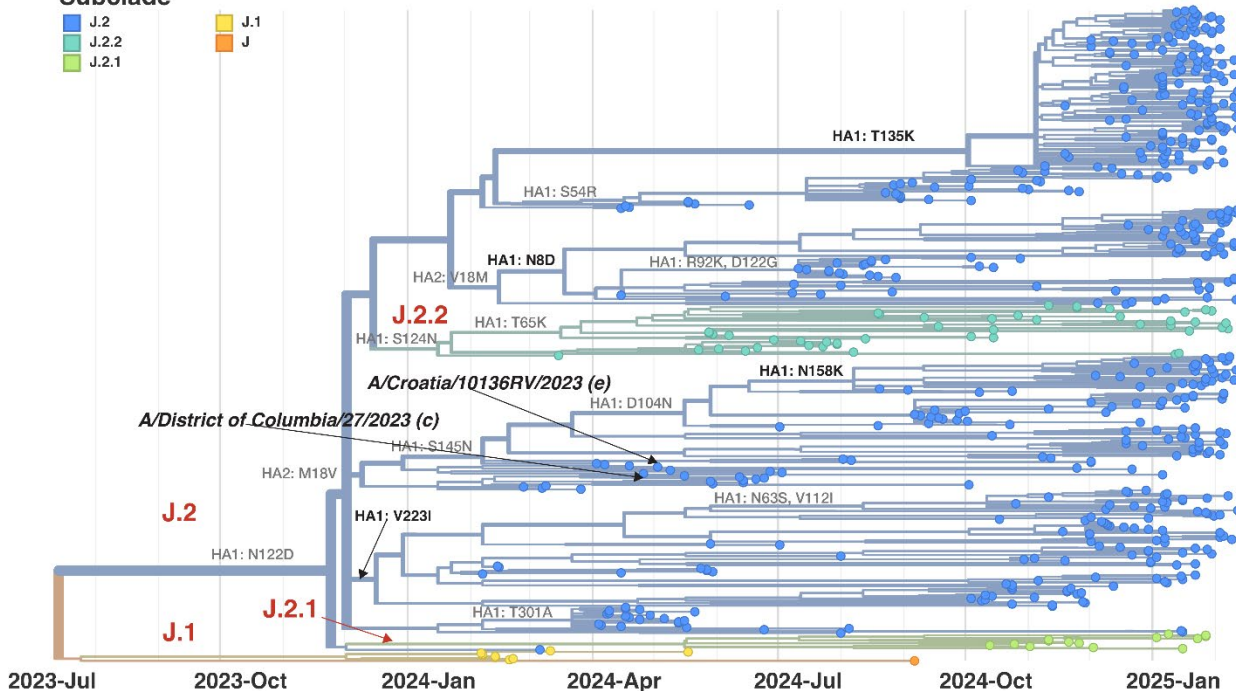 Subclade
J.2
J.1
J.2.2
J
J.2.1
HA1: T135K
HA1: S54R
HA1: N8D
HA1: R92K, D122G
HA2: V18M
J.2.2
HA1: T65K
HA1: S124N
HA1: N158K
A/Croatia/10136RV/2023 (e)
HA1: D104N
A/District of Columbia/27/2023 (c)
HA1: S145N
HA2: M18V
HA1: N63S, V112I
J.2
HA1: V223I
HA1: N122D
J.2.1
HA1: T301A
J.1
2023-Jul 2023-Oct 2024-Jan 2024-Apr 2024-Jul 2024-Oct 2025-Jan